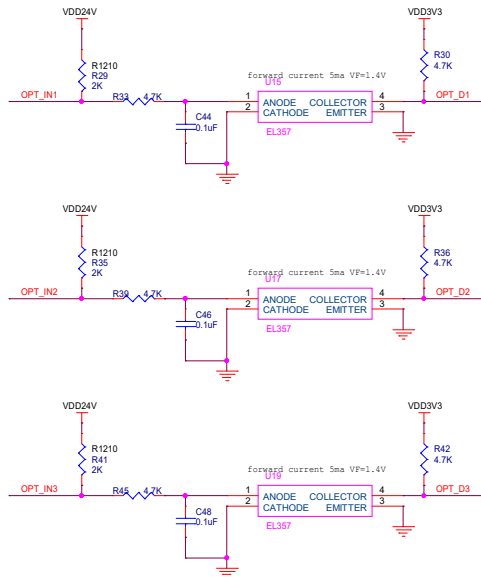 VDD24V
VDD3V3
R1210
R29
2K
R30
4.7K
forward current 5ma VF=1.4V
U15
OPT_IN1
R33
4.7K
1
2
ANODE COLLECTOR
CATHODE EMITTER
4
3
OPT_D1
C44
0.1uF
EL357
VDD24V
VDD3V3
R1210
R35
2K
R36
4.7K
forward current 5ma VF=1.4V
U17
OPT_IN2
R39
4.7K
1
2
ANODE COLLECTOR
CATHODE EMITTER
4
3
OPT_D2
C46
0.1uF
EL357
VDD24V
VDD3V3
R1210
R41
2K
R42
4.7K
forward current 5ma VF=1.4V
U19
OPT_IN3
R45
4.7K
1
2
ANODE COLLECTOR
CATHODE EMITTER
4
3
OPT_D3
C48
0.1uF
EL357